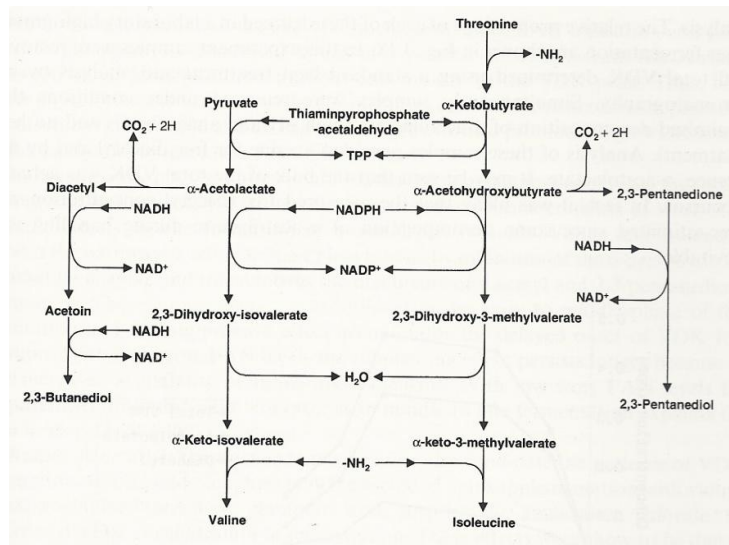 Threonine
-NH₂
Pyruvate
Thiaminpyrophosphate
-acetaldehyde
α-Ketobutyrate
CO₂ + 2H
CO₂ + 2H
TPP
Diacetyl
α-Acetolactate
α-Acetohydroxybutyrate
2,3-Pentanedione
NADH
NADPH
NADH
NAD⁺
NADP⁺
NAD⁺
Acetoin
2,3-Dihydroxy-isovalerate
2,3-Dihydroxy-3-methylvalerate
NADH
NAD⁺
H₂O
2,3-Butanediol
2,3-Pentanediol
α-Keto-isovalerate
α-keto-3-methylvalerate
-NH₂
Valine
Isoleucine